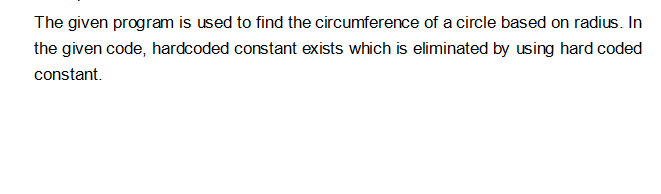 The given program is used to find the circumference of a circle based on radius. In
the given code, hardcoded constant exists which is eliminated by using hard coded
constant.